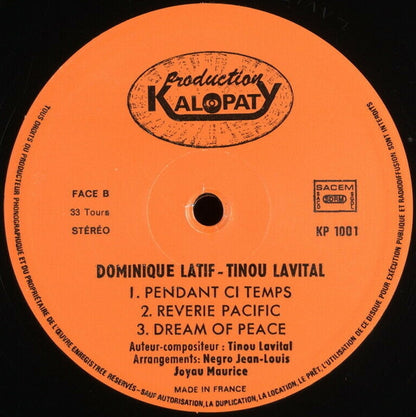 Production
KALOPATY
FACE B
33 Tours
STÉRÉO
SACEM
SACD SDRM SGDL
KP 1001
DOMINIQUE LATIF - TINOU LAVITAL
1. PENDANT CI TEMPS
2. REVERIE PACIFIC
3. DREAM OF PEACE
Auteur-compositeur : Tinou Lavital
Arrangements: Negro Jean-Louis
Joyau Maurice
MADE IN FRANCE
TOUS DROITS DU PRODUCTEUR PHONOGRAPHIQUE ET DU PROPRIÉTAIRE DE L'ŒUVRE ENREGISTRÉE RÉSERVÉS - SAUF AUTORISATION, LA DUPLICATION, LA LOCATION, LE PRÊT, L'UTILISATION DE CE DISQUE POUR EXÉCUTION PUBLIQUE ET RADIODIFFUSION SONT INTERDITS